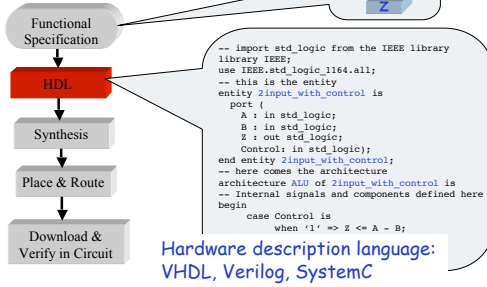 Z
Functional
Specification
HDL
Synthesis
Place & Route
Download &
Verify in Circuit
-- import std_logic from the IEEE library
library IEEE;
use IEEE.std_logic_1164.all;
-- this is the entity
entity 2input_with_control is
port (
A : in std_logic;
B : in std_logic;
Z : out std_logic;
Control: in std_logic);
end entity 2input_with_control;
-- here comes the architecture
architecture ALU of 2input_with_control is
-- Internal signals and components defined here
begin
case Control is
when '1' => Z <= A - B;
Hardware description language:
VHDL, Verilog, SystemC